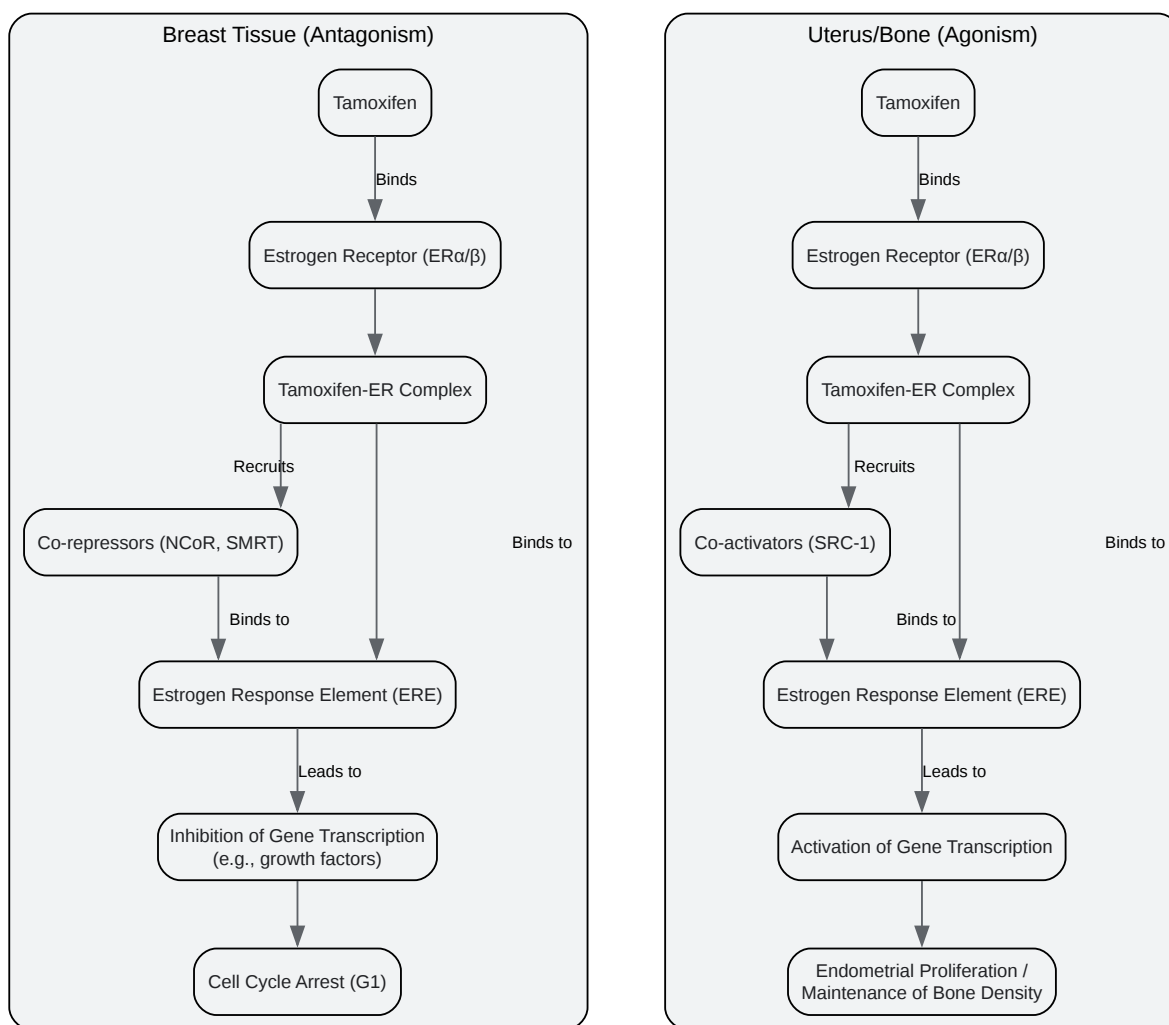 Breast Tissue (Antagonism)
Tamoxifen
Binds
Estrogen Receptor (ERα/β)
Tamoxifen-ER Complex
Recruits
Co-repressors (NCoR, SMRT)
Binds to
Binds to
Estrogen Response Element (ERE)
Leads to
Inhibition of Gene Transcription
(e.g., growth factors)
Cell Cycle Arrest (G1)
Uterus/Bone (Agonism)
Tamoxifen
Binds
Estrogen Receptor (ERα/β)
Tamoxifen-ER Complex
Recruits
Co-activators (SRC-1)
Binds to
Binds to
Estrogen Response Element (ERE)
Leads to
Activation of Gene Transcription
Endometrial Proliferation /
Maintenance of Bone Density